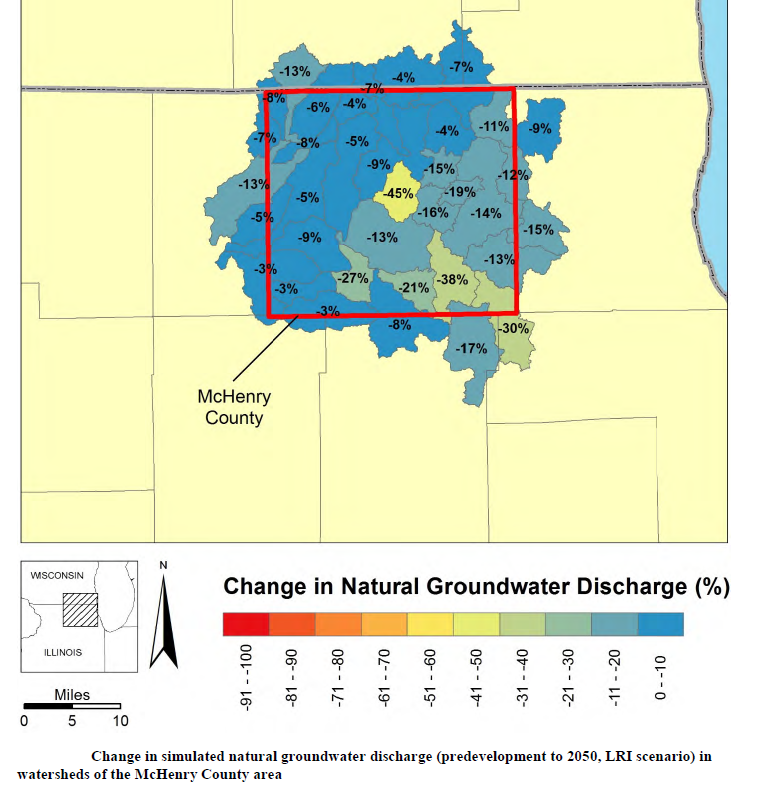 -7%
-13%
-4%
-7%
-8%
-6%
-4%
-11%
-9%
-4%
-7%
-8%
-5%
-9%
-15%
-12%
-13%
-45%
-19%
-5%
-16%
-14%
-5%
-15%
-9%
-13%
-13%
-3%
-27%
-38%
-3%
-21%
-3%
-8%
-30%
-17%
McHenry
County
WISCONSIN
ILLINOIS
N
Miles
0 5 10
Change in Natural Groundwater Discharge (%)
-91 - -100
-81 - -90
-71 - -80
-61 - -70
-51 - -60
-41 - -50
-31 - -40
-21 - -30
-11 - -20
0 - -10
Change in simulated natural groundwater discharge (predevelopment to 2050, LRI scenario) in
watersheds of the McHenry County area